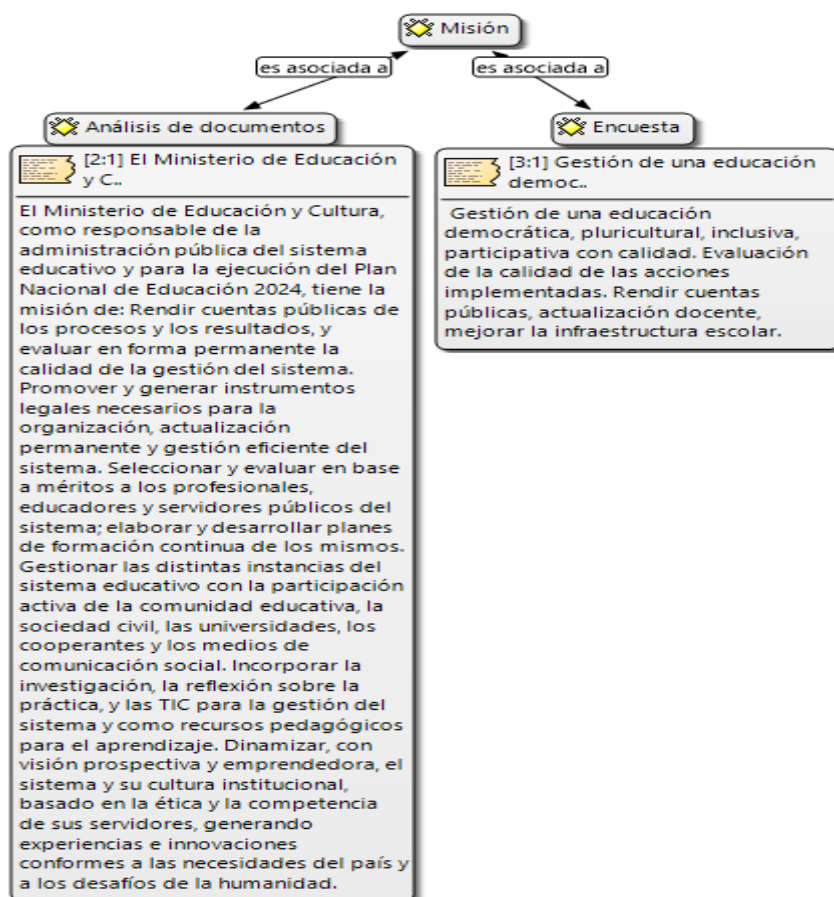 Misión
es asociada a
es asociada a
Análisis de documentos
[2:1] El Ministerio de Educación
y C..
El Ministerio de Educación y Cultura,
como responsable de la
administración pública del sistema
educativo y para la ejecución del Plan
Nacional de Educación 2024, tiene la
misión de: Rendir cuentas públicas de
los procesos y los resultados, y
evaluar en forma permanente la
calidad de la gestión del sistema.
Promover y generar instrumentos
legales necesarios para la
organización, actualización
permanente y gestión eficiente del
sistema. Seleccionar y evaluar en base
a méritos a los profesionales,
educadores y servidores públicos del
sistema; elaborar y desarrollar planes
de formación continua de los mismos.
Gestionar las distintas instancias del
sistema educativo con la participación
activa de la comunidad educativa, la
sociedad civil, las universidades, los
cooperantes y los medios de
comunicación social. Incorporar la
investigación, la reflexión sobre la
práctica, y las TIC para la gestión del
sistema y como recursos pedagógicos
para el aprendizaje. Dinamizar, con
visión prospectiva y emprendedora, el
sistema y su cultura institucional,
basado en la ética y la competencia
de sus servidores, generando
experiencias e innovaciones
conformes a las necesidades del país y
a los desafíos de la humanidad.
Encuesta
[3:1] Gestión de una educación
democ..
Gestión de una educación
democrática, pluricultural, inclusiva,
participativa con calidad. Evaluación
de la calidad de las acciones
implementadas. Rendir cuentas
públicas, actualización docente,
mejorar la infraestructura escolar.